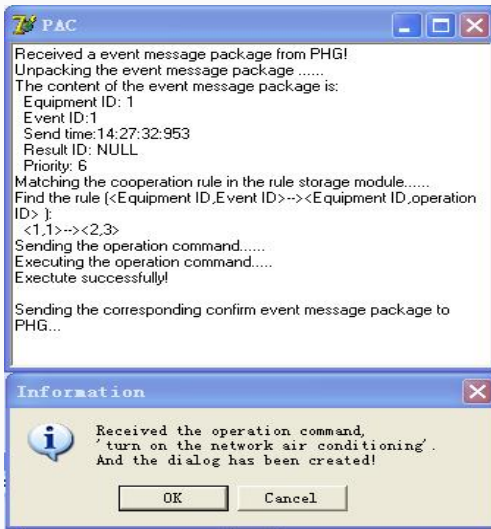 PAC
Received a event message package from PHG!
Unpacking the event message package ......
The content of the event message package is:
Equipment ID: 1
Event ID:1
Send time:14:27:32:953
Result ID: NULL
Priority: 6
Matching the cooperation rule in the rule storage module......
Find the rule (<Equipment ID,Event ID>--><Equipment ID,operation
ID> ):
<1,1>--><2,3>
Sending the operation command......
Executing the operation command.....
Exectute successfully!
Sending the corresponding confirm event message package to
PHG...
Information
Received the operation command,
'turn on the network air conditioning'.
And the dialog has been created!
OK
Cancel